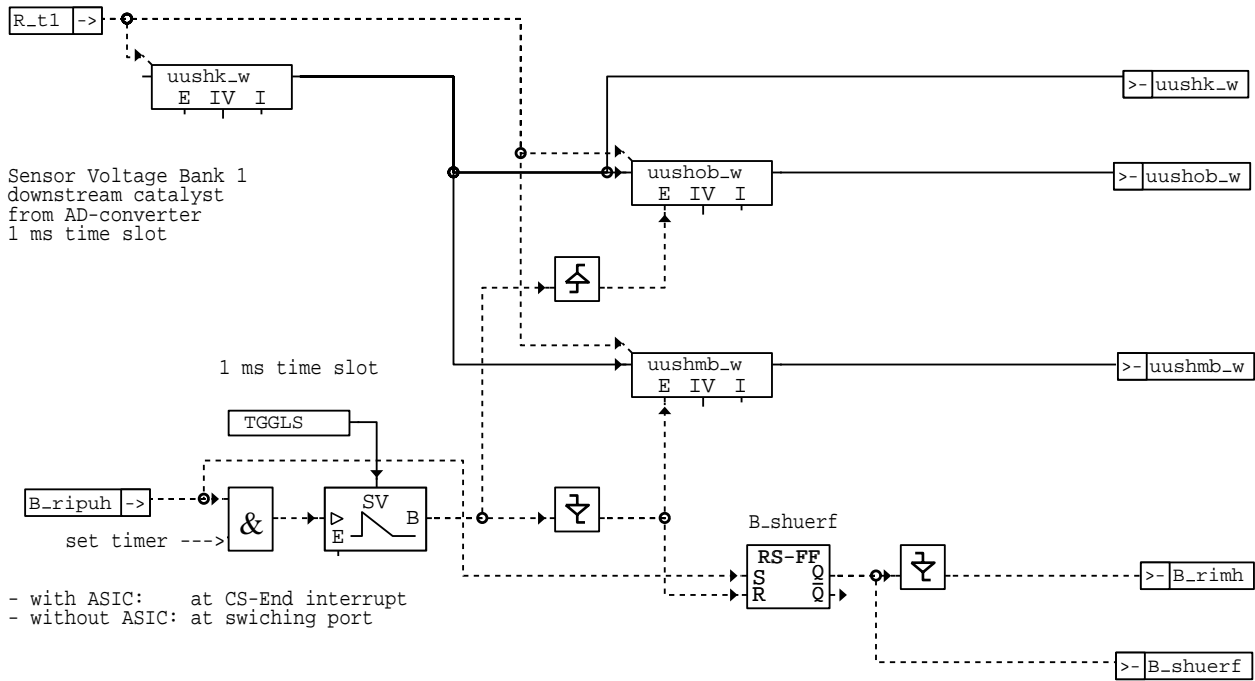 R_t1 ->
uushk_w
E IV I
>- uushk_w
Sensor Voltage Bank 1
downstream catalyst
from AD-converter
1 ms time slot
uushob_w
E IV I
>- uushob_w
1 ms time slot
uushmb_w
E IV I
>- uushmb_w
TGGLS
B_ripuh ->
set timer --->
&
SV
B
E
B_shuerf
RS-FF
S Q
R Q
>- B_rimh
- with ASIC: at CS-End interrupt
- without ASIC: at swiching port
>- B_shuerf